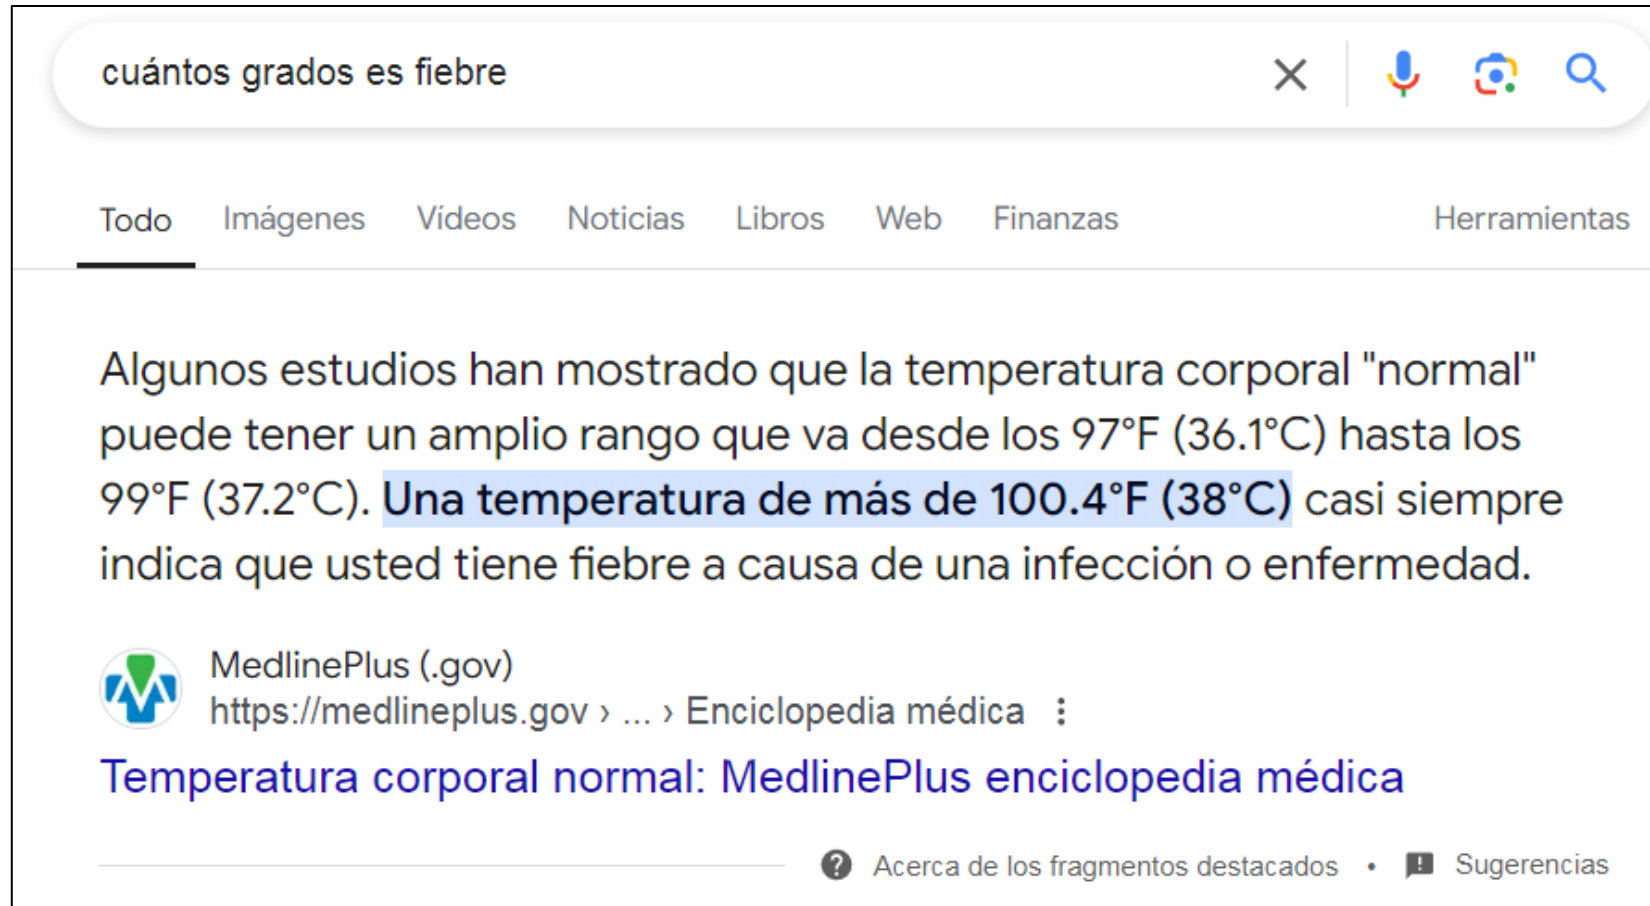 cuántos grados es fiebre
Todo Imágenes Vídeos Noticias Libros Web Finanzas Herramientas
Algunos estudios han mostrado que la temperatura corporal "normal"
puede tener un amplio rango que va desde los 97°F (36.1°C) hasta los
99°F (37.2°C). Una temperatura de más de 100.4°F (38°C) casi siempre
indica que usted tiene fiebre a causa de una infección o enfermedad.
MedlinePlus (.gov)
https://medlineplus.gov › ... › Enciclopedia médica
Temperatura corporal normal: MedlinePlus enciclopedia médica
Acerca de los fragmentos destacados • Sugerencias